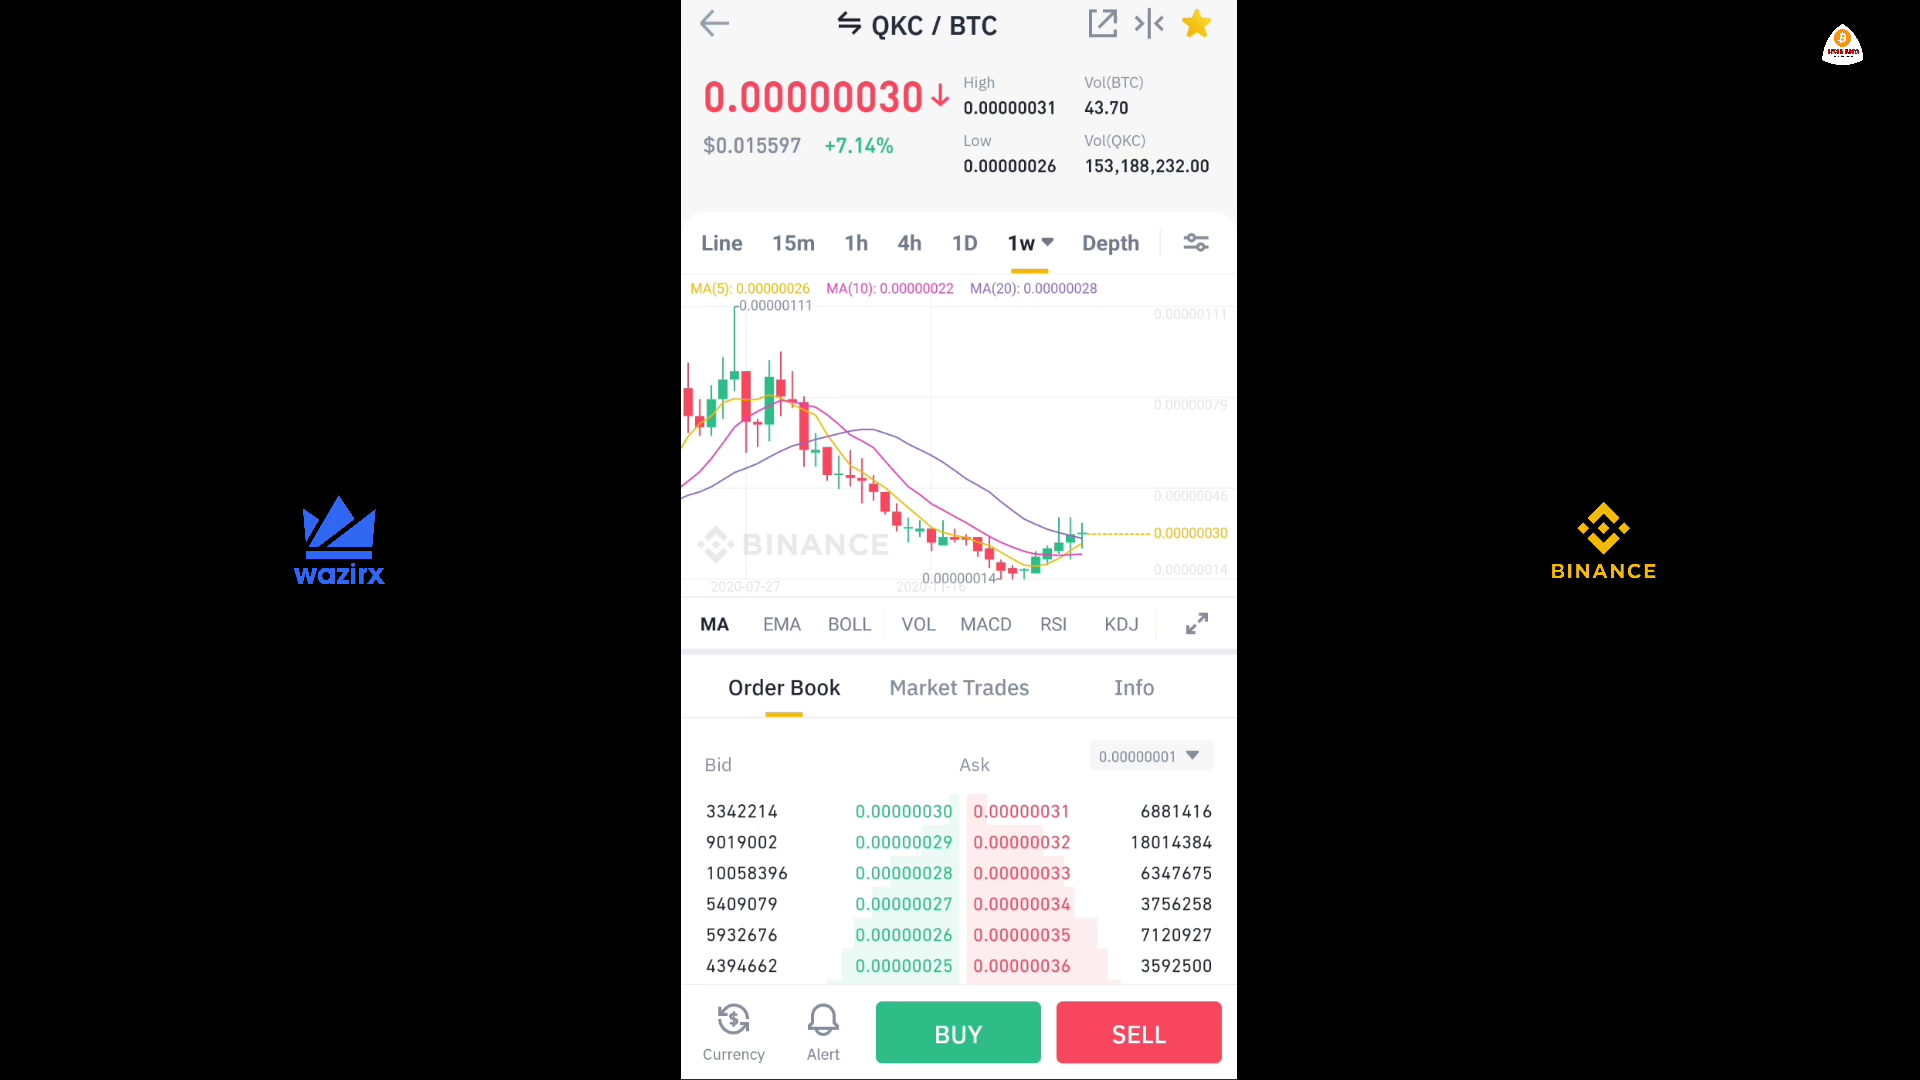 QKC / BTC
0.00000030
$0.015597 +7.14%
High
0.00000031
Low
0.00000026
Vol(BTC)
43.70
Vol(QKC)
153,188,232.00
Line 15m 1h 4h 1D 1w Depth
MA(5): 0.00000026 MA(10): 0.00000022 MA(20): 0.00000028
0.00000111
0.00000111
0.00000079
0.00000046
0.00000030
BINANCE
0.00000014
0.00000014
2020-07-27 2020-11-16
MA EMA BOLL VOL MACD RSI KDJ
Order Book Market Trades Info
Bid Ask 0.00000001
3342214 0.00000030 0.00000031 6881416
9019002 0.00000029 0.00000032 18014384
10058396 0.00000028 0.00000033 6347675
5409079 0.00000027 0.00000034 3756258
5932676 0.00000026 0.00000035 7120927
4394662 0.00000025 0.00000036 3592500
Currency Alert BUY SELL
wazirx
BINANCE